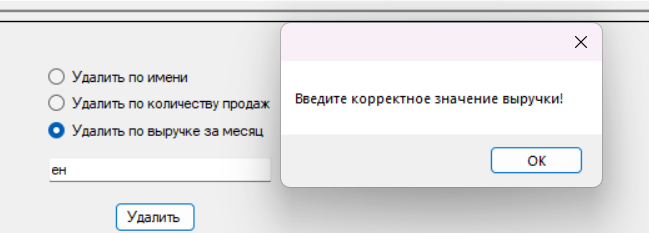 Удалить по имени
Удалить по количеству продаж
Удалить по выручке за месяц
ен
Удалить
Введите корректное значение выручки!
OK